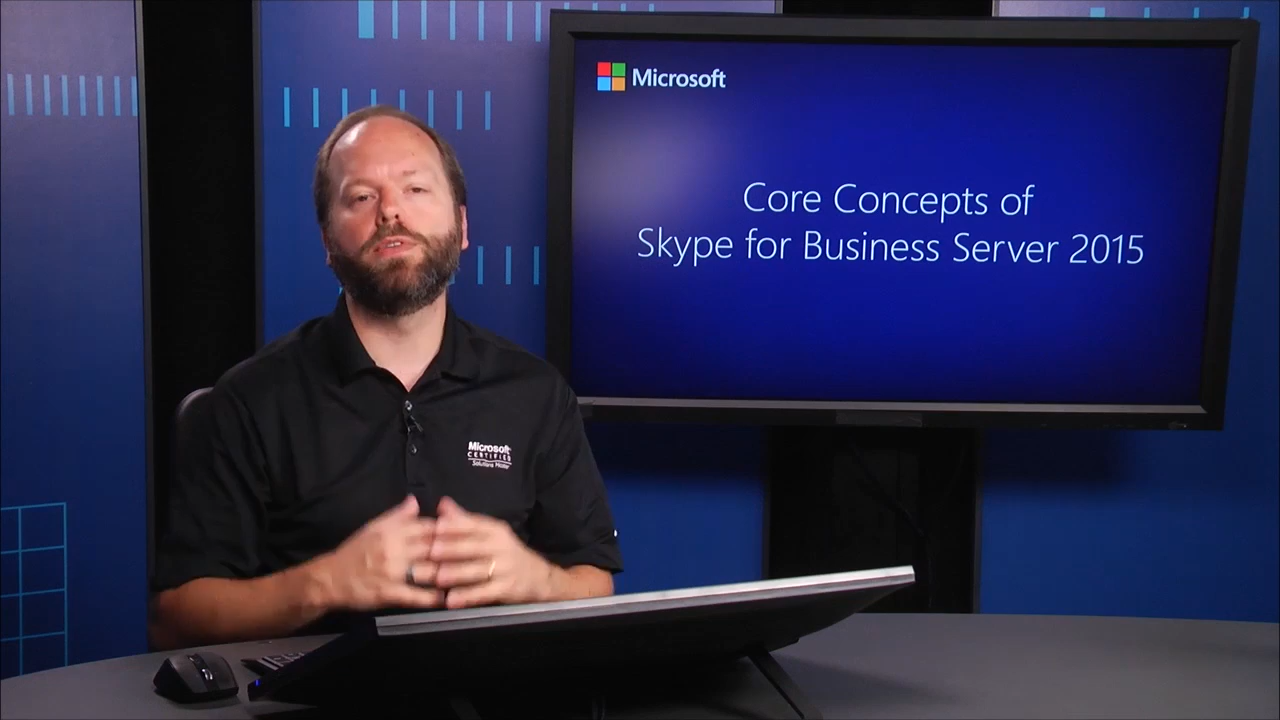 Microsoft
Core Concepts of
Skype for Business Server 2015
Microsoft
CERTIFIED
Solutions Master